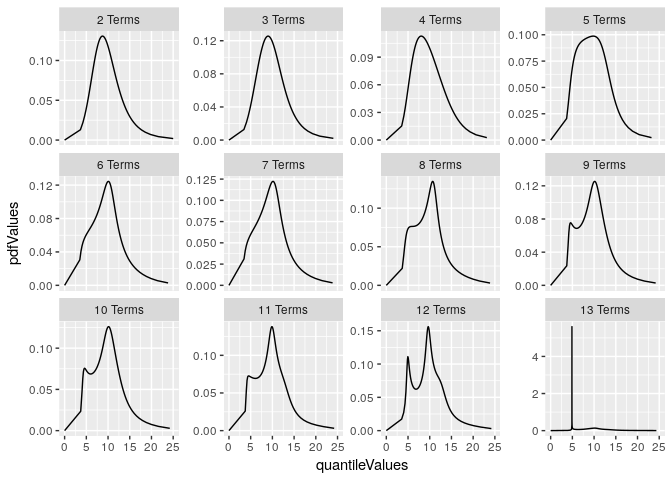 2 Terms 3 Terms 4 Terms 5 Terms
0.10 0.05 0.00
0.12 0.08 0.04 0.00
0.09 0.06 0.03 0.00
0.100 0.075 0.050 0.025 0.000
6 Terms 7 Terms 8 Terms 9 Terms
0.12 0.08 0.04 0.00
0.125 0.100 0.075 0.050 0.025 0.000
0.10 0.05 0.00
0.12 0.08 0.04 0.00
pdfValues
10 Terms 11 Terms 12 Terms 13 Terms
0.10 0.05 0.00
0.10 0.05 0.00
0.15 0.10 0.05 0.00
4 2 0
0 5 10 15 20 25 0 5 10 15 20 25 0 5 10 15 20 25 0 5 10 15 20 25
quantileValues